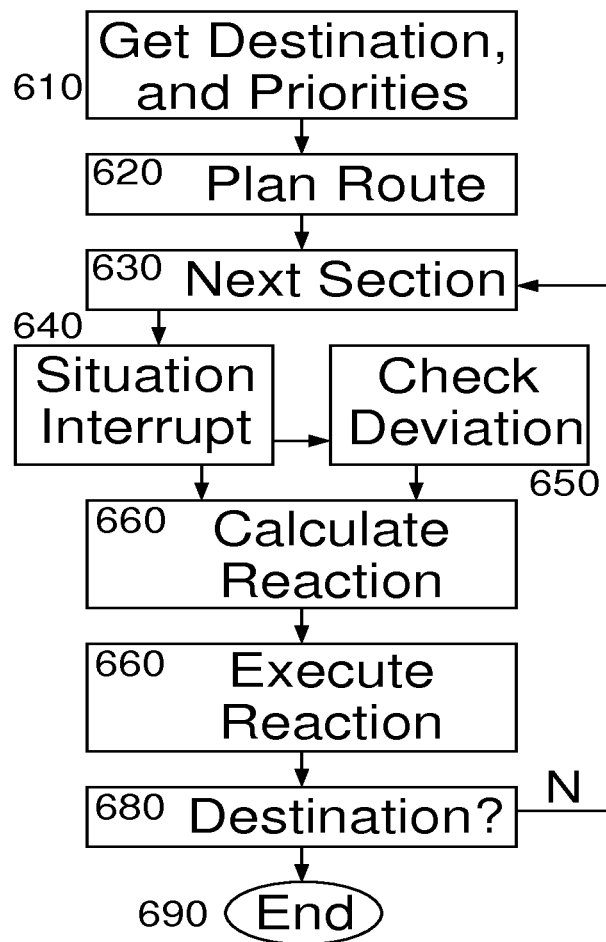 610
Get Destination,
and Priorities
620 Plan Route
630 Next Section
640
Situation
Interrupt
Check
Deviation
650
660 Calculate
Reaction
660 Execute
Reaction
680 Destination?
N
690 End